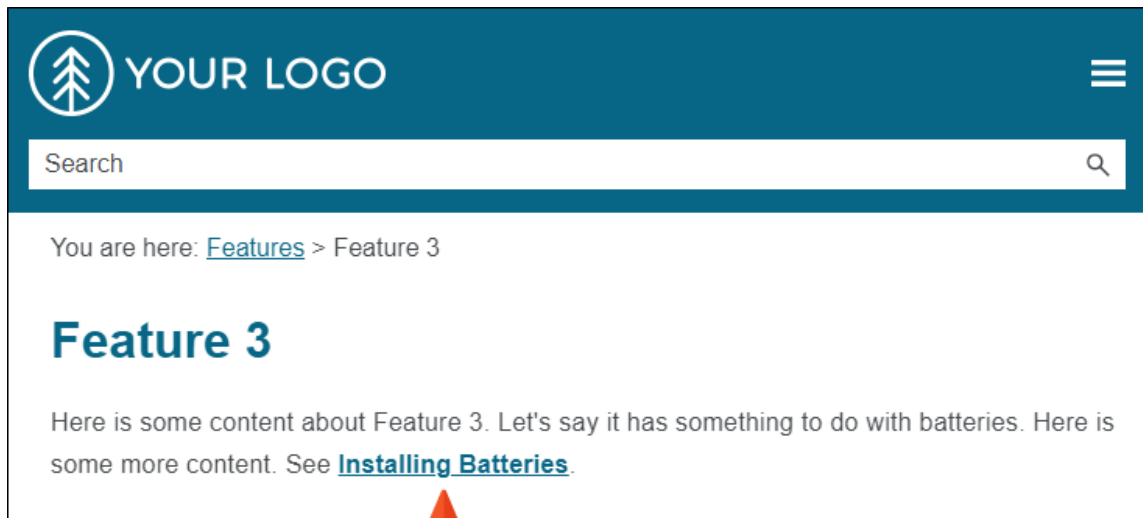 YOUR LOGO
Search
You are here: Features > Feature 3
Feature 3
Here is some content about Feature 3. Let's say it has something to do with batteries. Here is
some more content. See Installing Batteries.